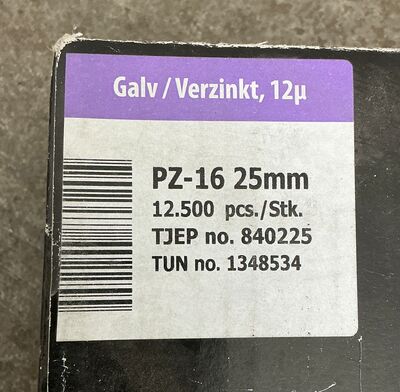 Galv / Verzinkt, 12µ
PZ-16 25mm
12.500 pcs./Stk.
TJEP no. 840225
TUN no. 1348534